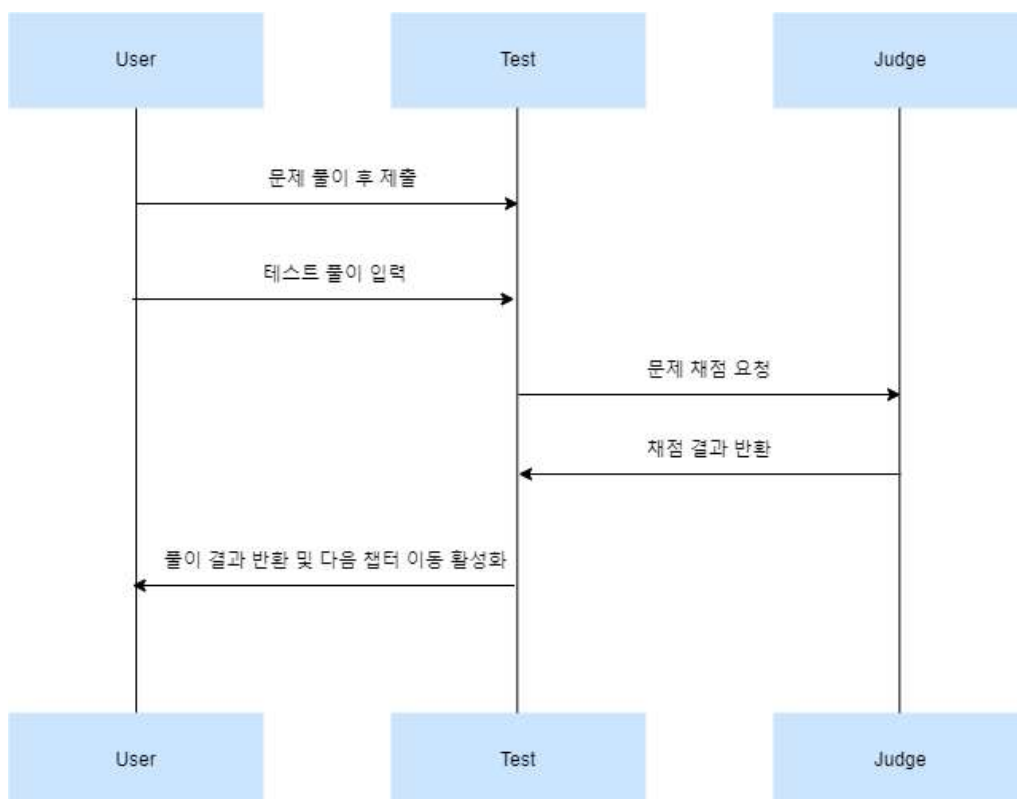 User
Test
Judge
문제 풀이 후 제출
테스트 풀이 입력
문제 채점 요청
채점 결과 반환
풀이 결과 반환 및 다음 챕터 이동 활성화
User
Test
Judge